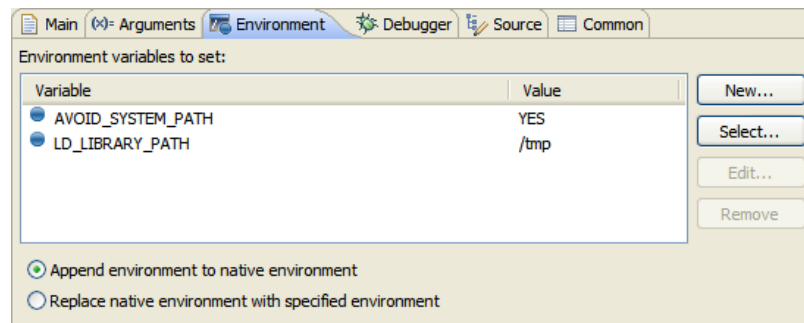 Main (x)= Arguments Environment Debugger Source Common
Environment variables to set:
Variable Value New...
AVOID_SYSTEM_PATH YES
LD_LIBRARY_PATH /tmp Select...
Edit...
Remove
Append environment to native environment
Replace native environment with specified environment